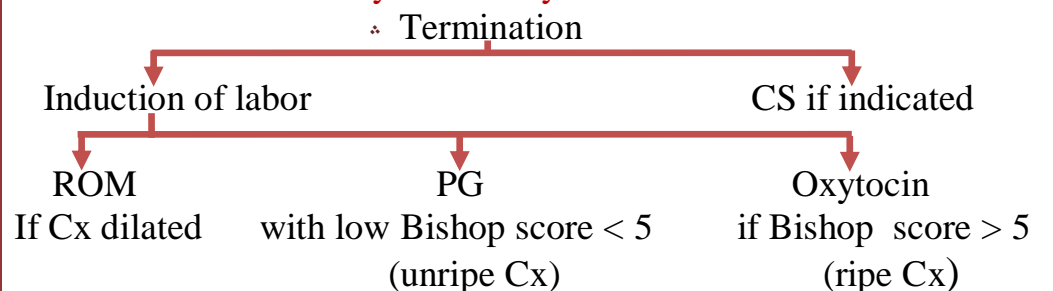 Termination
Induction of labor CS if indicated
ROM PG Oxytocin
If Cx dilated with low Bishop score < 5 if Bishop score > 5
(unripe Cx) (ripe Cx)